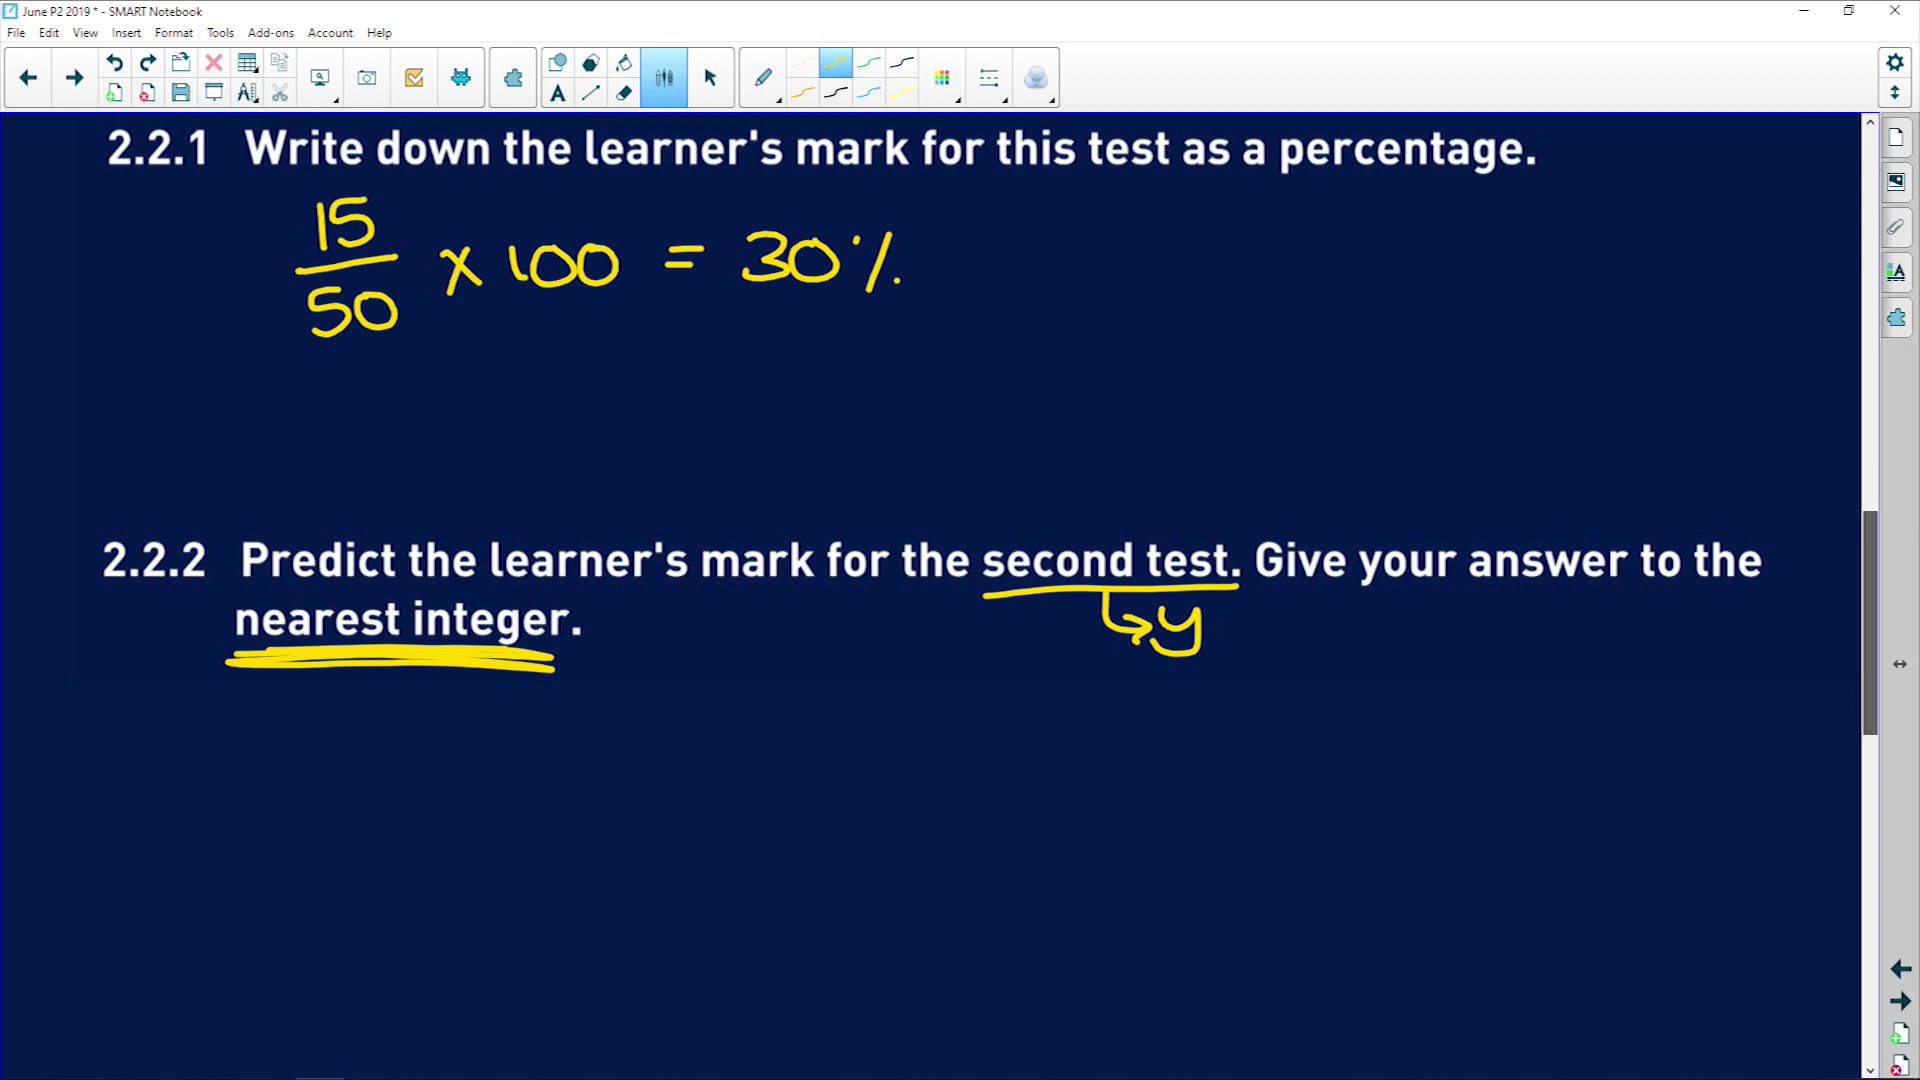 June P2 2019 * - SMART Notebook
File Edit View Insert Format Tools Add-ons Account Help
2.2.1 Write down the learner's mark for this test as a percentage.
15/50 x 100 = 30%
2.2.2 Predict the learner's mark for the second test. Give your answer to the
nearest integer.
y